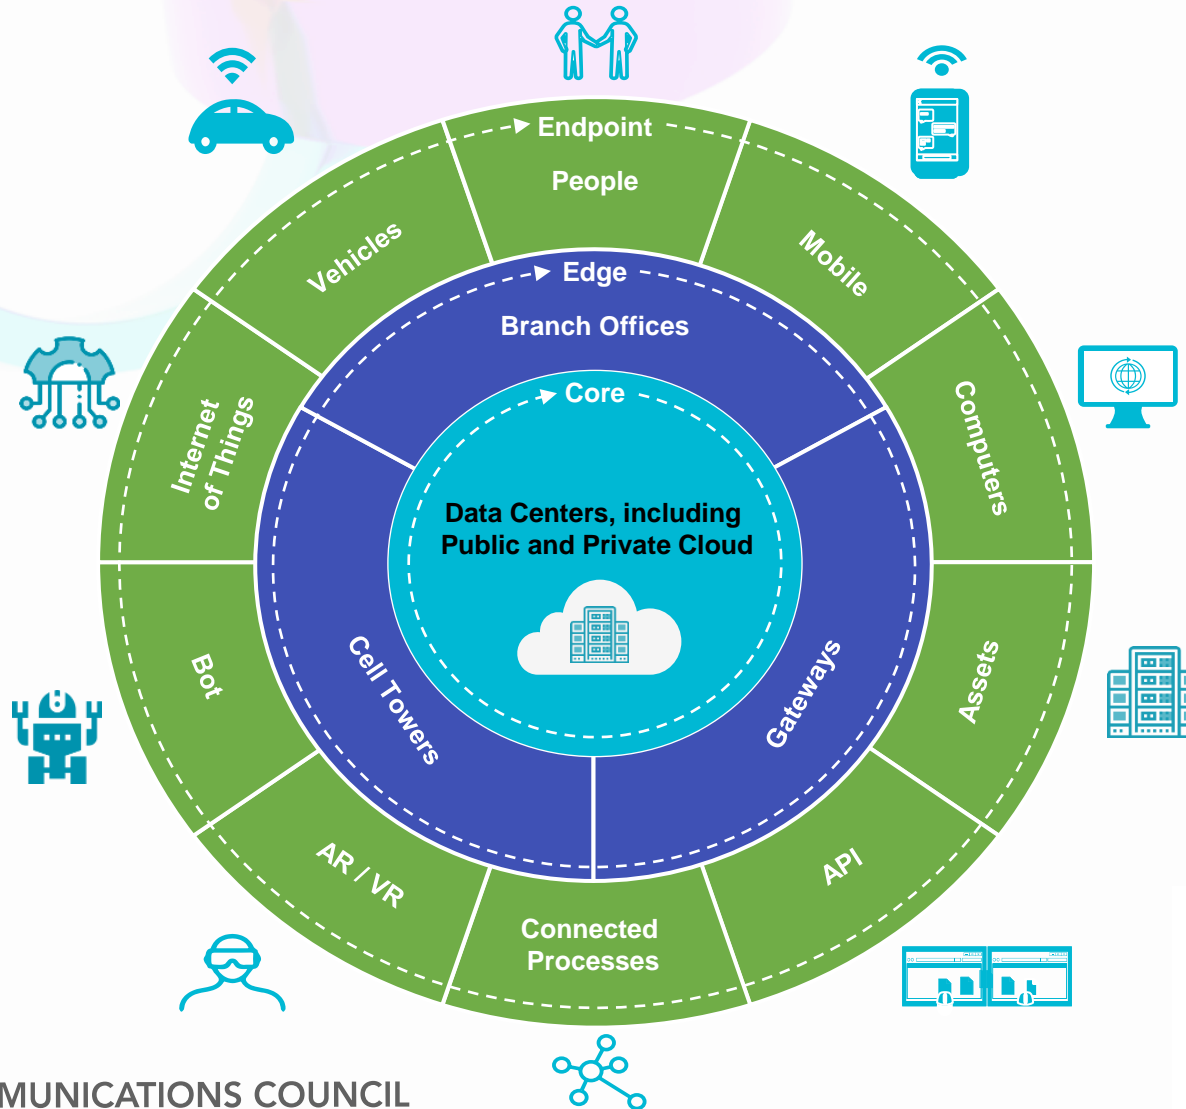 Endpoint
People
Vehicles
Mobile
Edge
Branch Offices
Core
Internet
of Things
Computers
Data Centers, including
Public and Private Cloud
Bot
Cell Towers
Gateways
Assets
AR / VR
API
Connected
Processes
MUNICATIONS COUNCIL